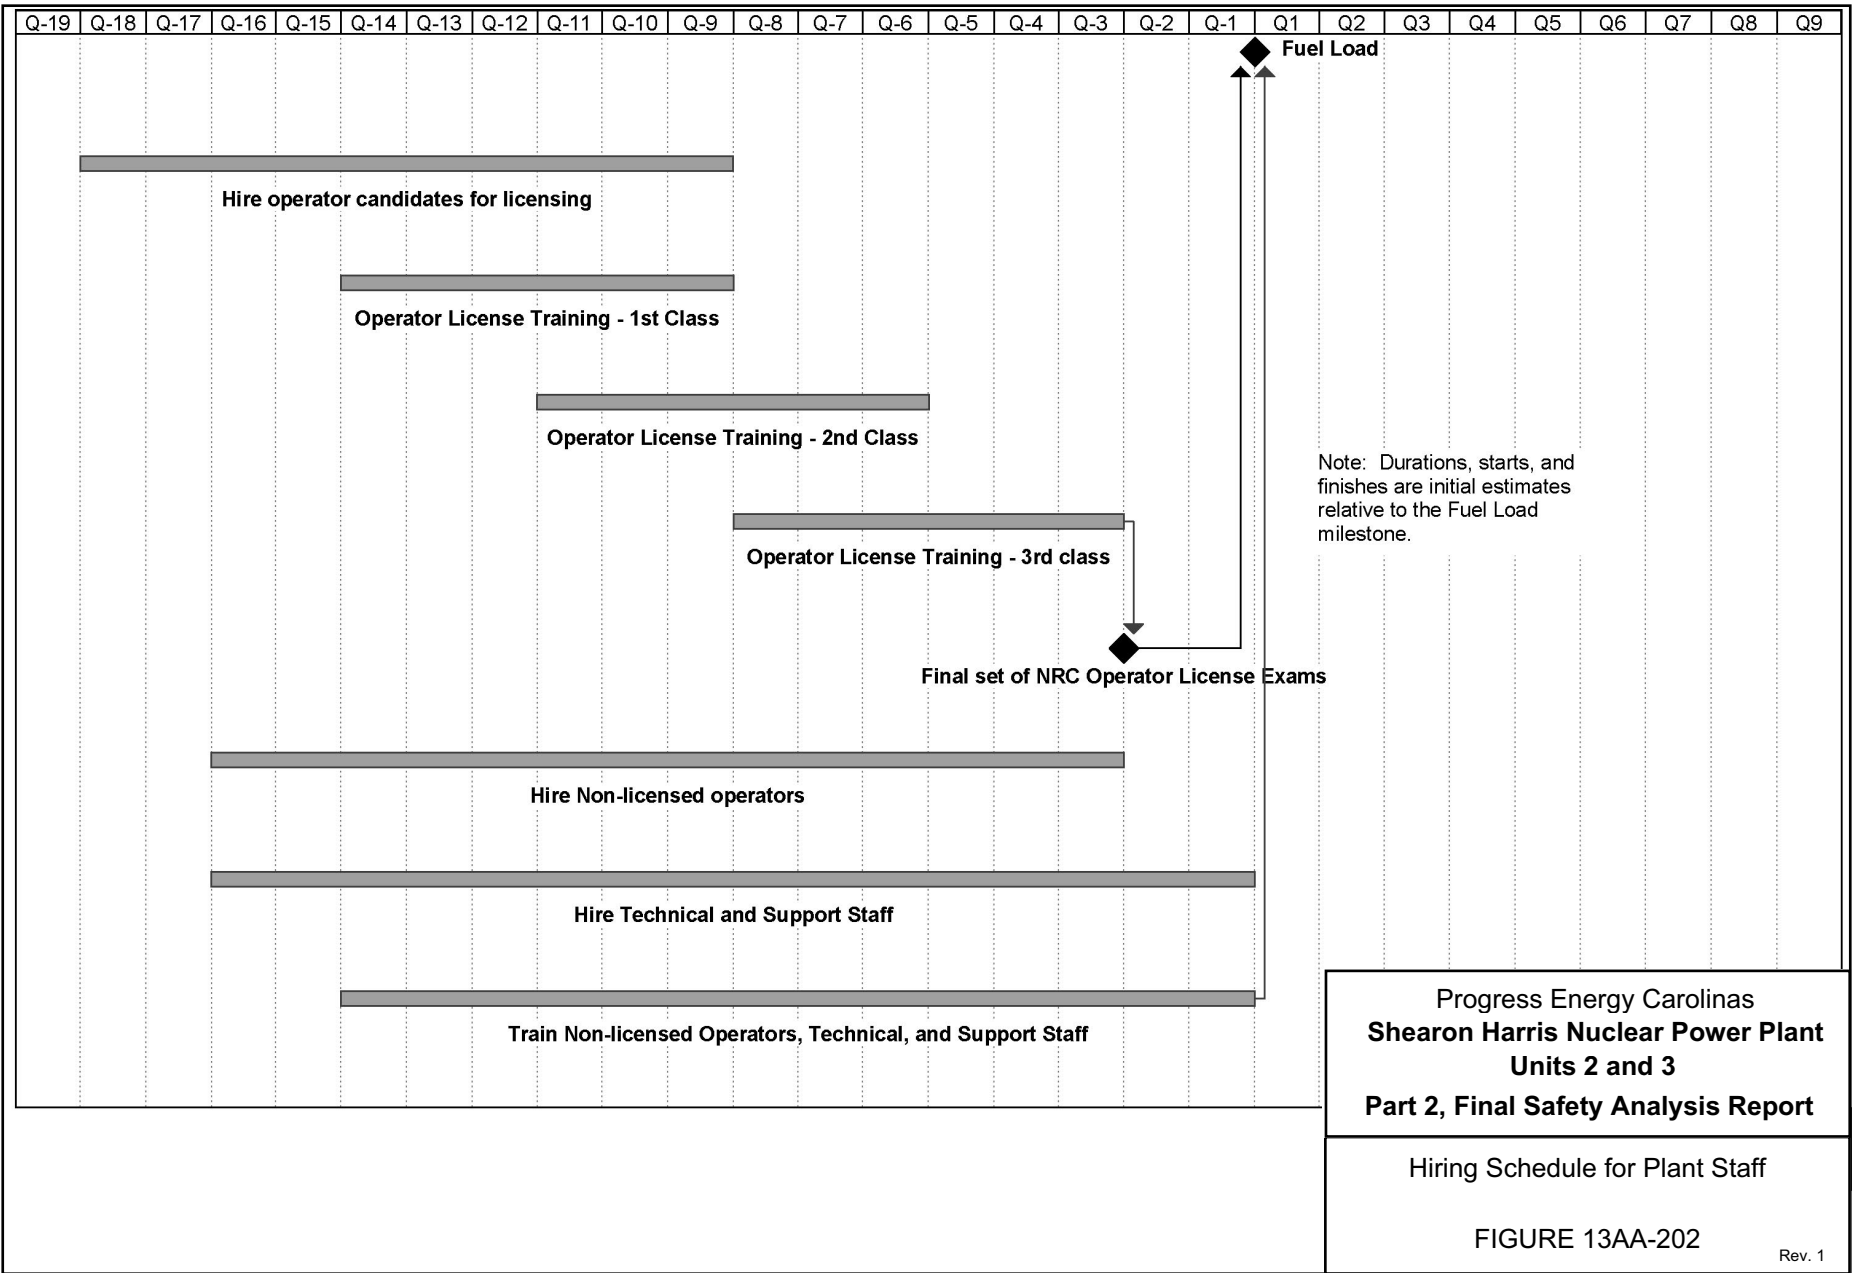 Q-19 Q-18 Q-17 Q-16 Q-15 Q-14 Q-13 Q-12 Q-11 Q-10 Q-9 Q-8 Q-7 Q-6 Q-5 Q-4 Q-3 Q-2 Q-1 Q1 Q2 Q3 Q4 Q5 Q6 Q7 Q8 Q9
Fuel Load
Hire operator candidates for licensing
Operator License Training - 1st Class
Operator License Training - 2nd Class
Note: Durations, starts, and
finishes are initial estimates
relative to the Fuel Load
milestone.
Operator License Training - 3rd class
Final set of NRC Operator License Exams
Hire Non-licensed operators
Hire Technical and Support Staff
Train Non-licensed Operators, Technical, and Support Staff
Progress Energy Carolinas
Shearon Harris Nuclear Power Plant
Units 2 and 3
Part 2, Final Safety Analysis Report
Hiring Schedule for Plant Staff
FIGURE 13AA-202
Rev. 1